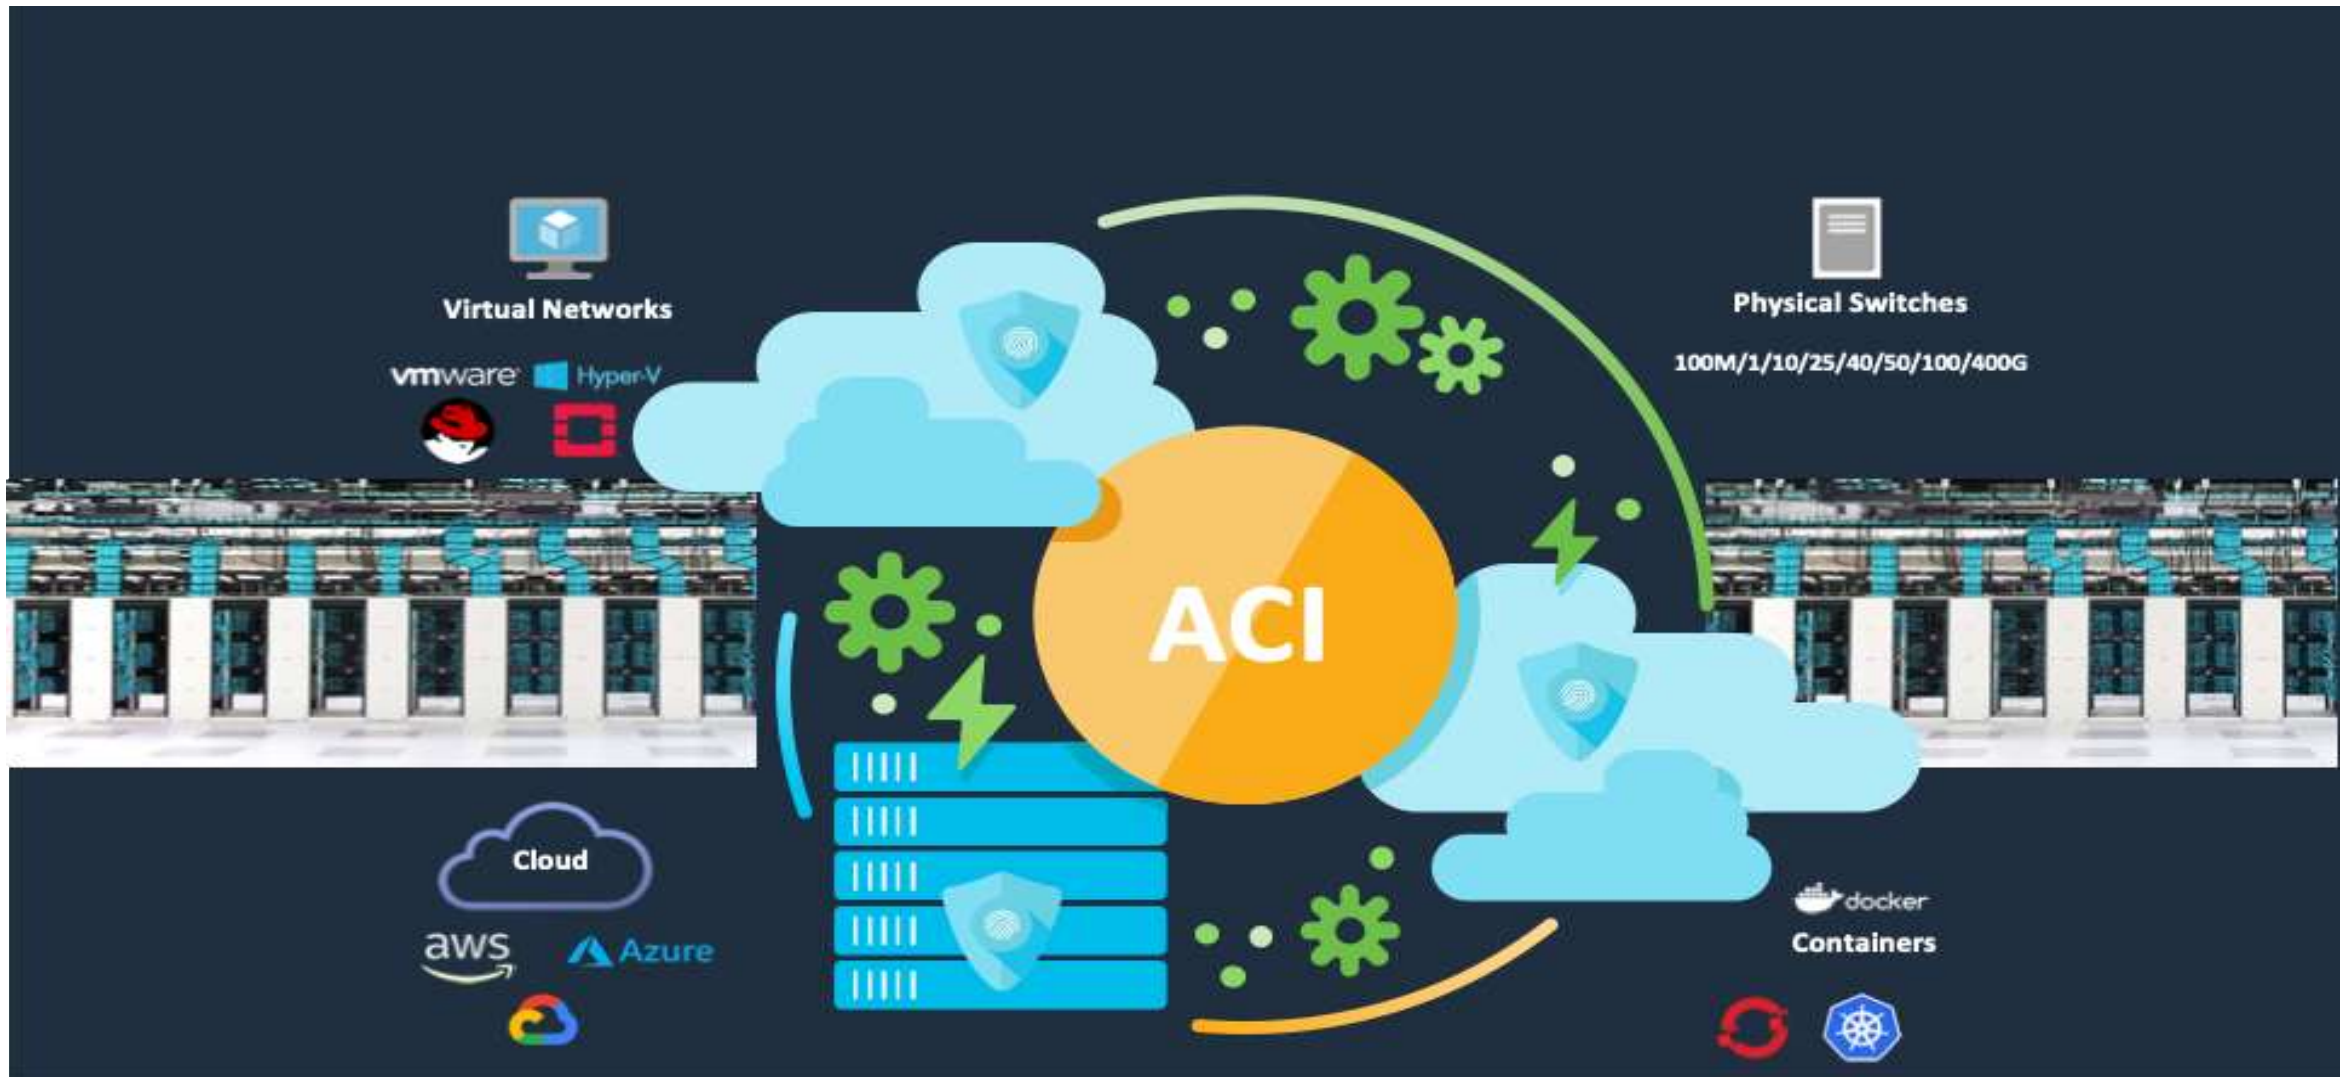 Virtual Networks
vmware Hyper-V
Physical Switches
100M/1/10/25/40/50/100/400G
ACI
Cloud
aws Azure
docker
Containers